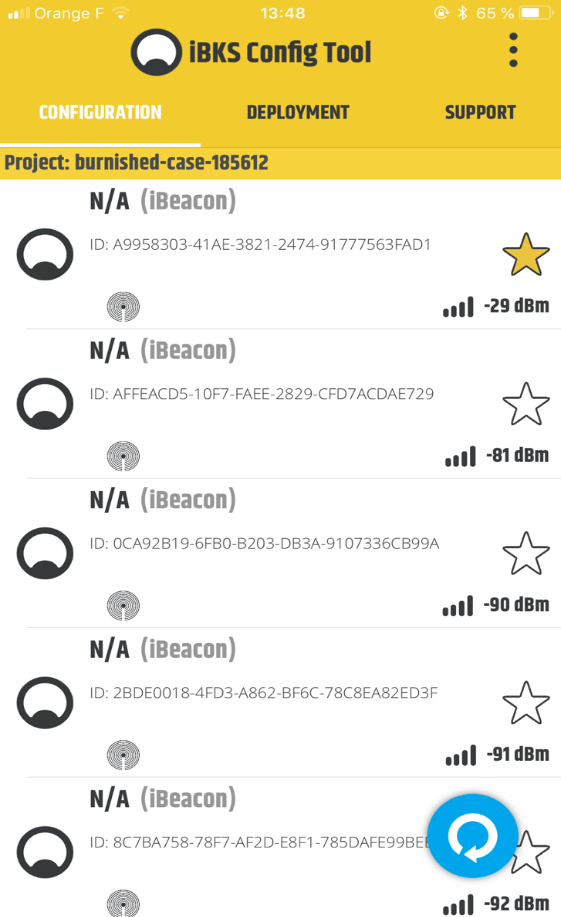 Orange F 13:48 65 %
iBKS Config Tool
CONFIGURATION DEPLOYMENT SUPPORT
Project: burnished-case-185612
N/A (iBeacon)
ID: A9958303-41AE-3821-2474-91777563FAD1
-29 dBm
N/A (iBeacon)
ID: AFFEACD5-10F7-FAEE-2829-CFD7ACDAE729
-81 dBm
N/A (iBeacon)
ID: 0CA92B19-6FB0-B203-DB3A-9107336CB99A
-90 dBm
N/A (iBeacon)
ID: 2BDE0018-4FD3-A862-BF6C-78C8EA82ED3F
-91 dBm
N/A (iBeacon)
ID: 8C7BA758-78F7-AF2D-E8F1-785DAFE99BE
-92 dBm